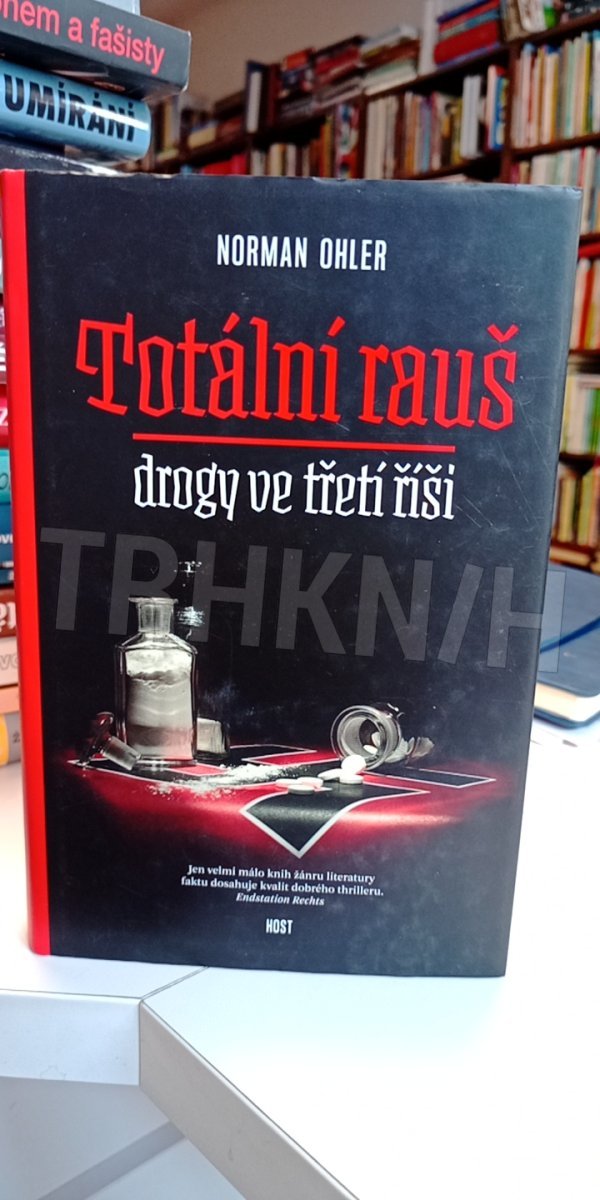 nem a fašisty
UMÍRÁNÍ
NORMAN OHLER
Totální rauš
drogy ve třetí říši
TRHKN/H
Jen velmi málo knih žánru literatury
faktu dosahuje kvalit dobrého thrilleru.
Endstation Rechts
HOST